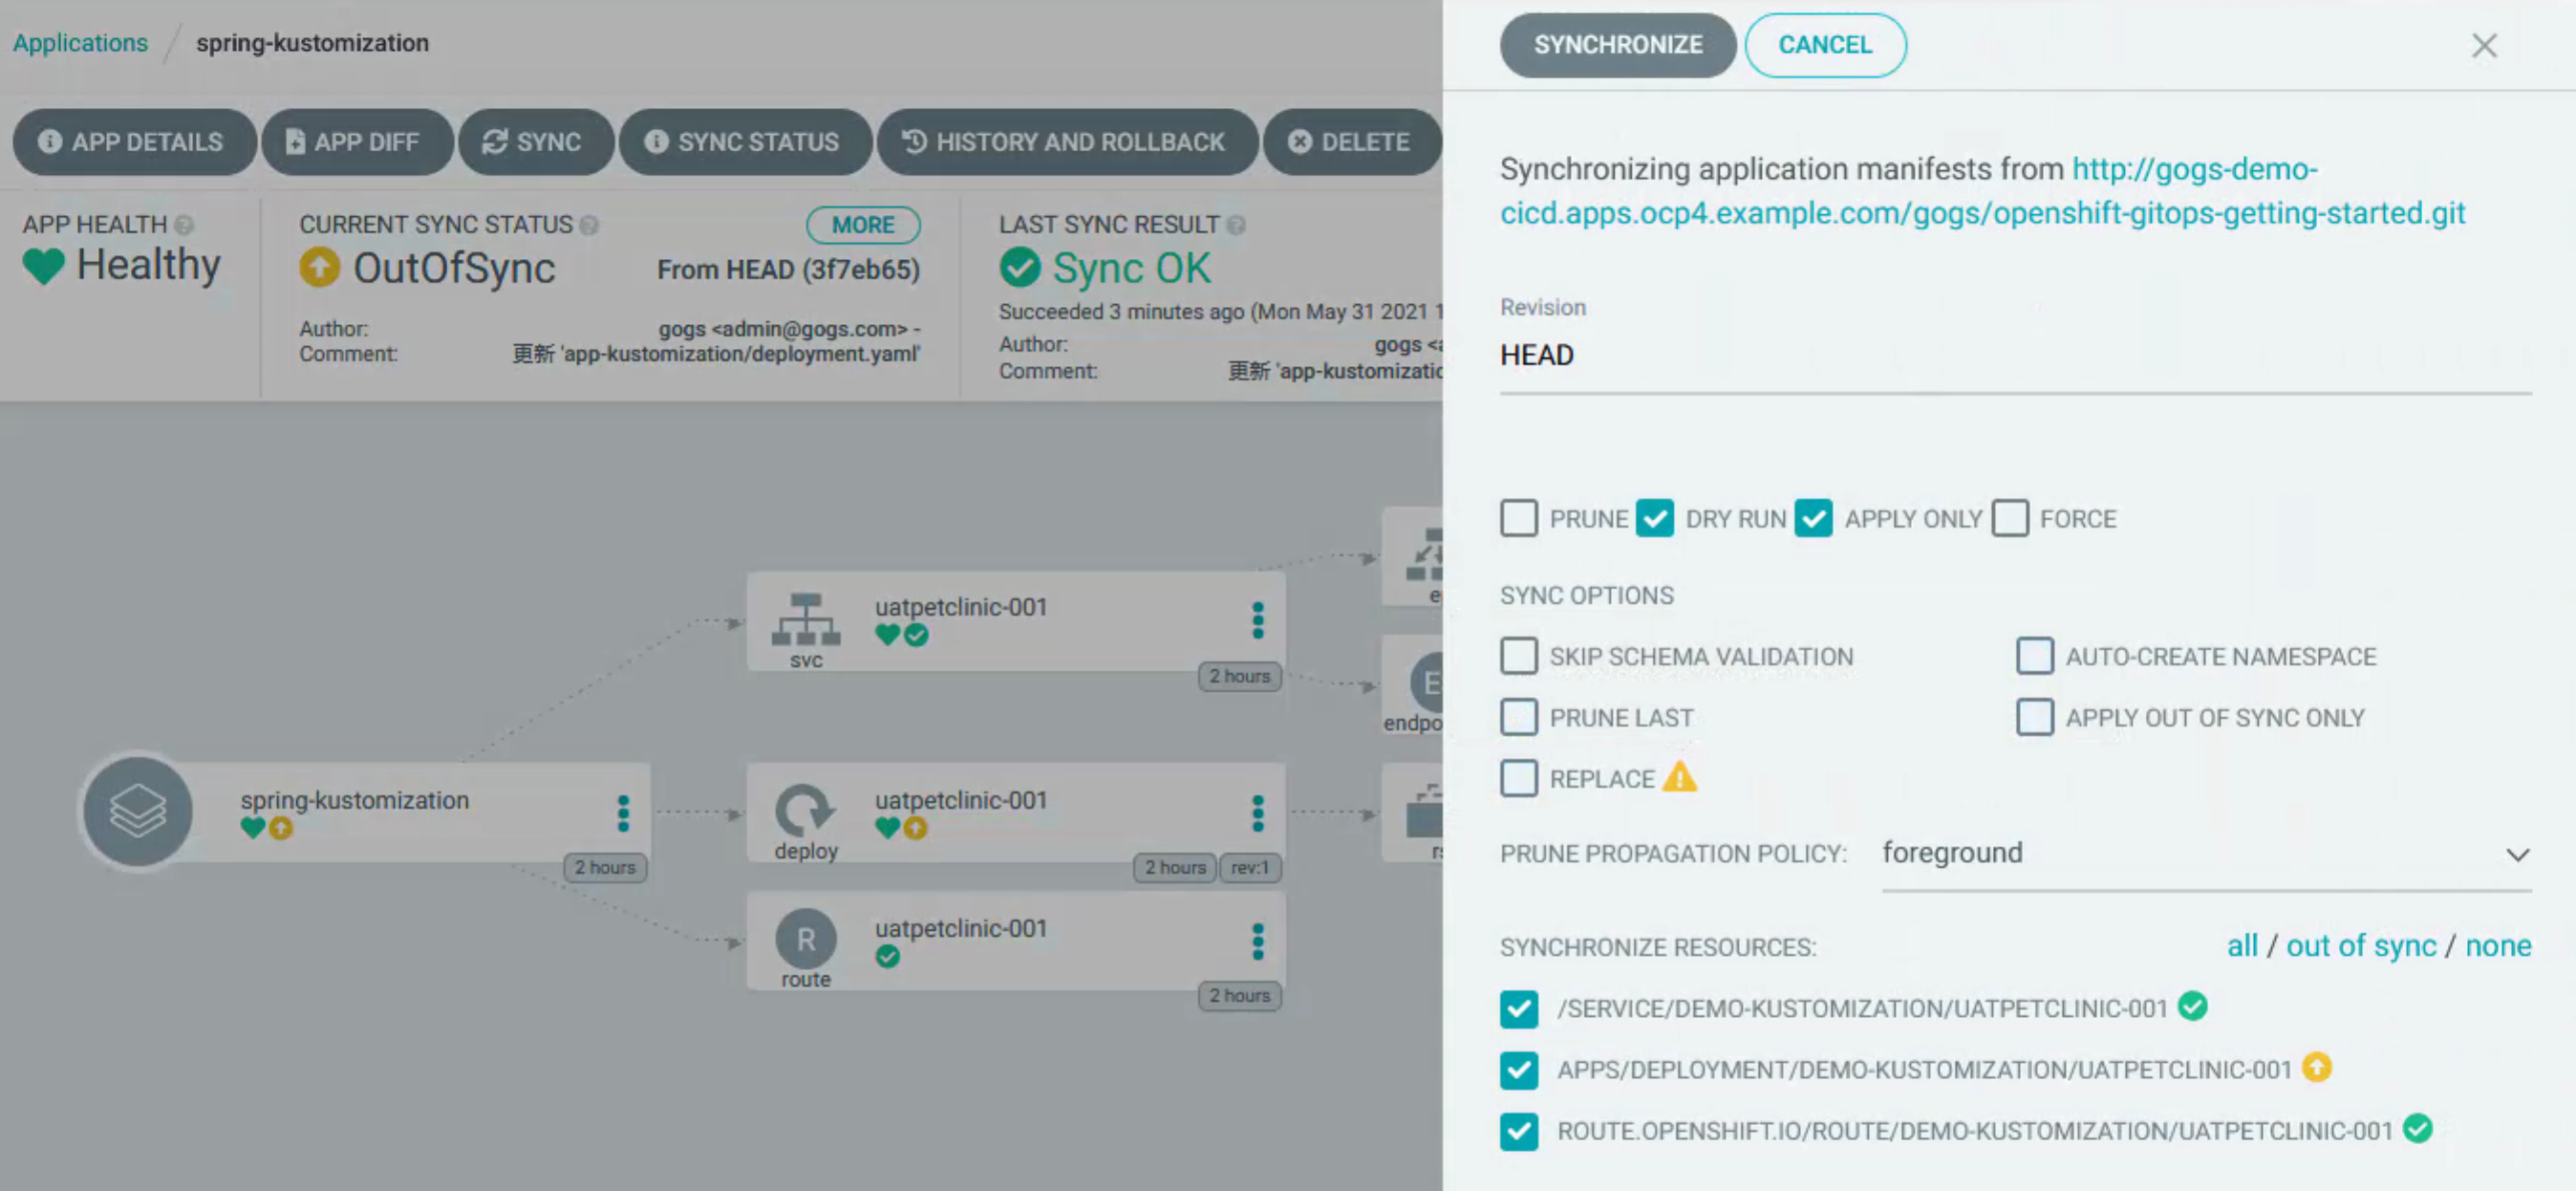 Applications / spring-kustomization
APP DETAILS APP DIFF SYNC SYNC STATUS HISTORY AND ROLLBACK DELETE
APP HEALTH
Healthy
CURRENT SYNC STATUS MORE
OutOfSync From HEAD (3f7eb65)
Author: gogs <admin@gogs.com> -
Comment: 更新 'app-kustomization/deployment.yaml'
LAST SYNC RESULT
Sync OK
Succeeded 3 minutes ago (Mon May 31 2021 1
Author: gogs <a
Comment: 更新 'app-kustomizatio
uatpetclinic-001
svc
2 hours
spring-kustomization
2 hours
uatpetclinic-001
deploy
2 hours rev:1
uatpetclinic-001
R
route
2 hours
E
endpo
SYNCHRONIZE CANCEL
Synchronizing application manifests from http://gogs-demo-
cicd.apps.ocp4.example.com/gogs/openshift-gitops-getting-started.git
Revision
HEAD
PRUNE DRY RUN APPLY ONLY FORCE
SYNC OPTIONS
SKIP SCHEMA VALIDATION AUTO-CREATE NAMESPACE
PRUNE LAST APPLY OUT OF SYNC ONLY
REPLACE
PRUNE PROPAGATION POLICY: foreground
SYNCHRONIZE RESOURCES: all / out of sync / none
/SERVICE/DEMO-KUSTOMIZATION/UATPETCLINIC-001
APPS/DEPLOYMENT/DEMO-KUSTOMIZATION/UATPETCLINIC-001
ROUTE.OPENSHIFT.IO/ROUTE/DEMO-KUSTOMIZATION/UATPETCLINIC-001